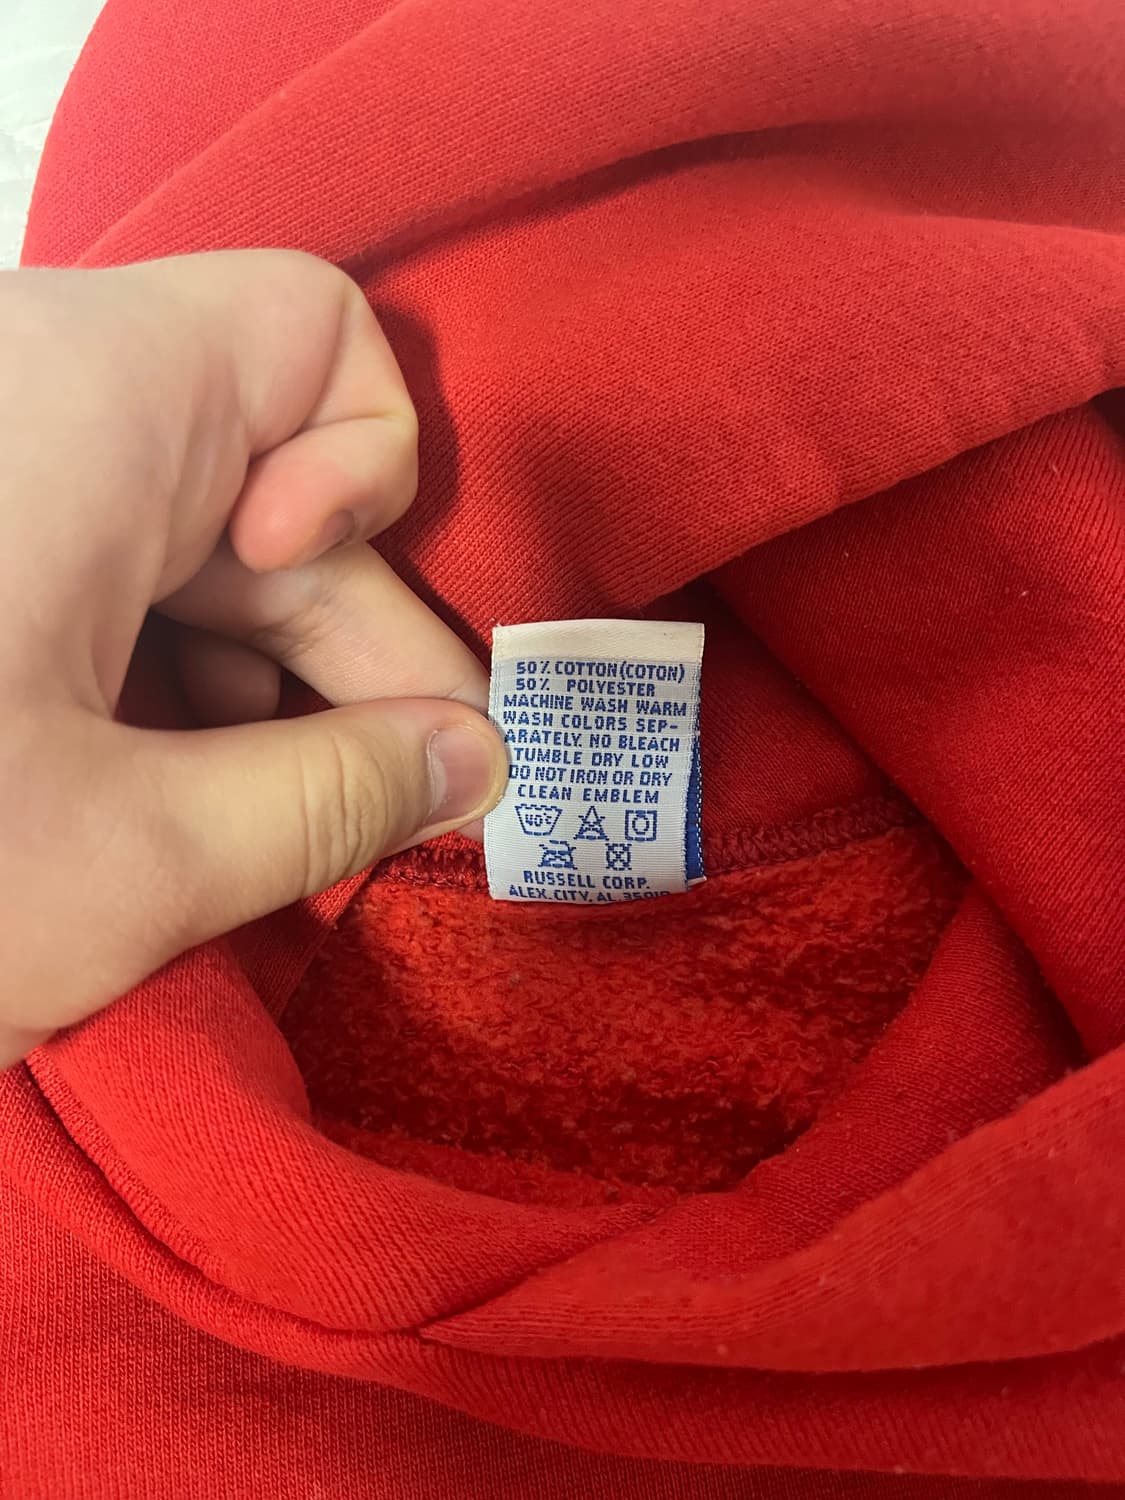 50% COTTON (COTON)
50% POLYESTER
MACHINE WASH WARM
WASH COLORS SEP-
ARATELY. NO BLEACH
TUMBLE DRY LOW
DO NOT IRON OR DRY
CLEAN EMBLEM
40°C
RUSSELL CORP.
ALEX. CITY, AL 35010